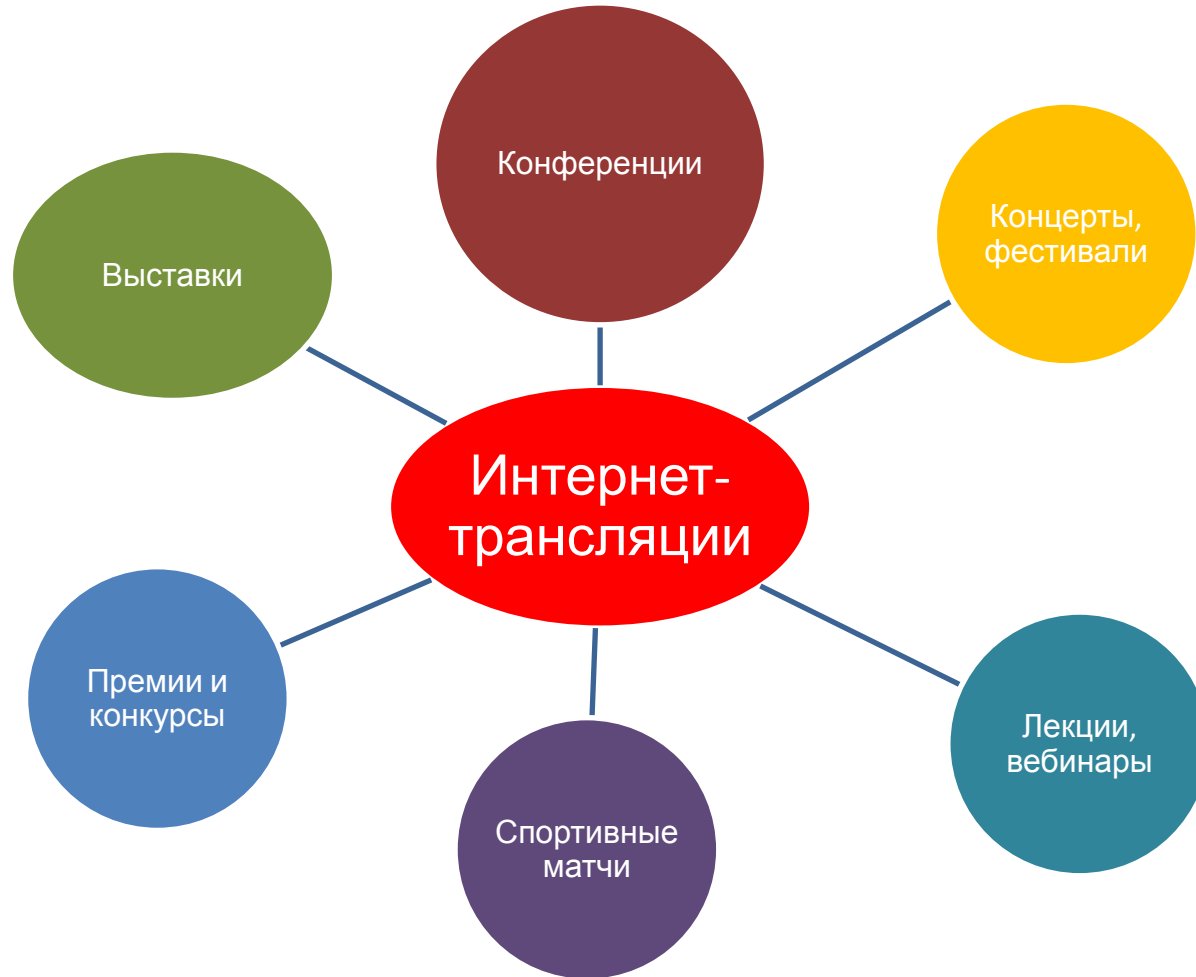 Конференции
Концерты,
фестивали
Выставки
Интернет-
трансляции
Премии и
конкурсы
Лекции,
вебинары
Спортивные
матчи